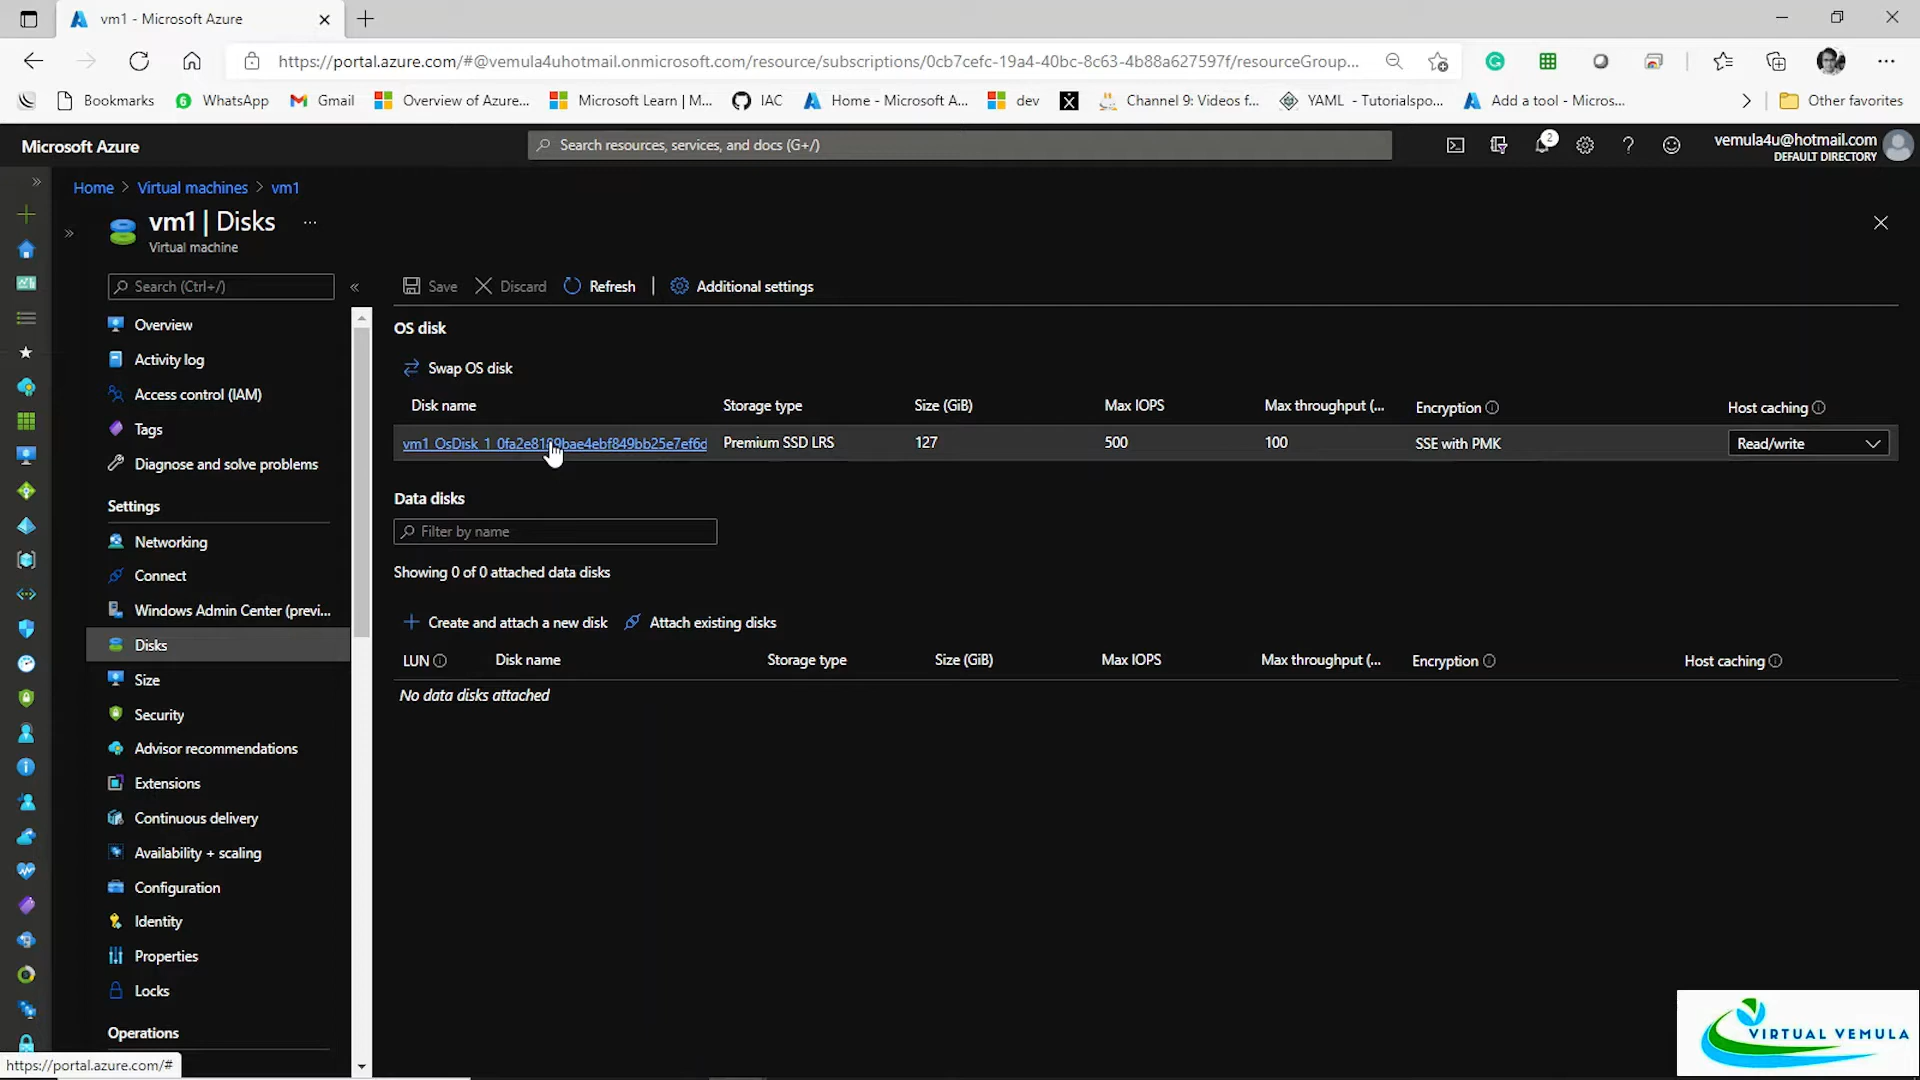 vm1 - Microsoft Azure
https://portal.azure.com/#@vemula4uhotmail.onmicrosoft.com/resource/subscriptions/0cb7cefc-19a4-40bc-8c63-4b88a627597f/resourceGroup...
Bookmarks WhatsApp Gmail Overview of Azure... Microsoft Learn | M... IAC Home - Microsoft A... dev Channel 9: Videos f... YAML - Tutorialspo... Add a tool - Micros... Other favorites
Microsoft Azure
Search resources, services, and docs (G+/)
2
vemula4u@hotmail.com
DEFAULT DIRECTORY
Home > Virtual machines > vm1
vm1 | Disks ...
Virtual machine
Search (Ctrl+/)
Save Discard Refresh | Additional settings
Overview
Activity log
Access control (IAM)
Tags
Diagnose and solve problems
Settings
Networking
Connect
Windows Admin Center (previ...
Disks
Size
Security
Advisor recommendations
Extensions
Continuous delivery
Availability + scaling
Configuration
Identity
Properties
Locks
Operations
OS disk
Swap OS disk
Disk name Storage type Size (GiB) Max IOPS Max throughput (... Encryption Host caching
Premium SSD LRS 127 500 100 SSE with PMK Read/write
Data disks
Filter by name
Showing 0 of 0 attached data disks
Create and attach a new disk Attach existing disks
LUN Disk name Storage type Size (GiB) Max IOPS Max throughput (... Encryption Host caching
No data disks attached
https://portal.azure.com/#
VIRTUAL VEMULA